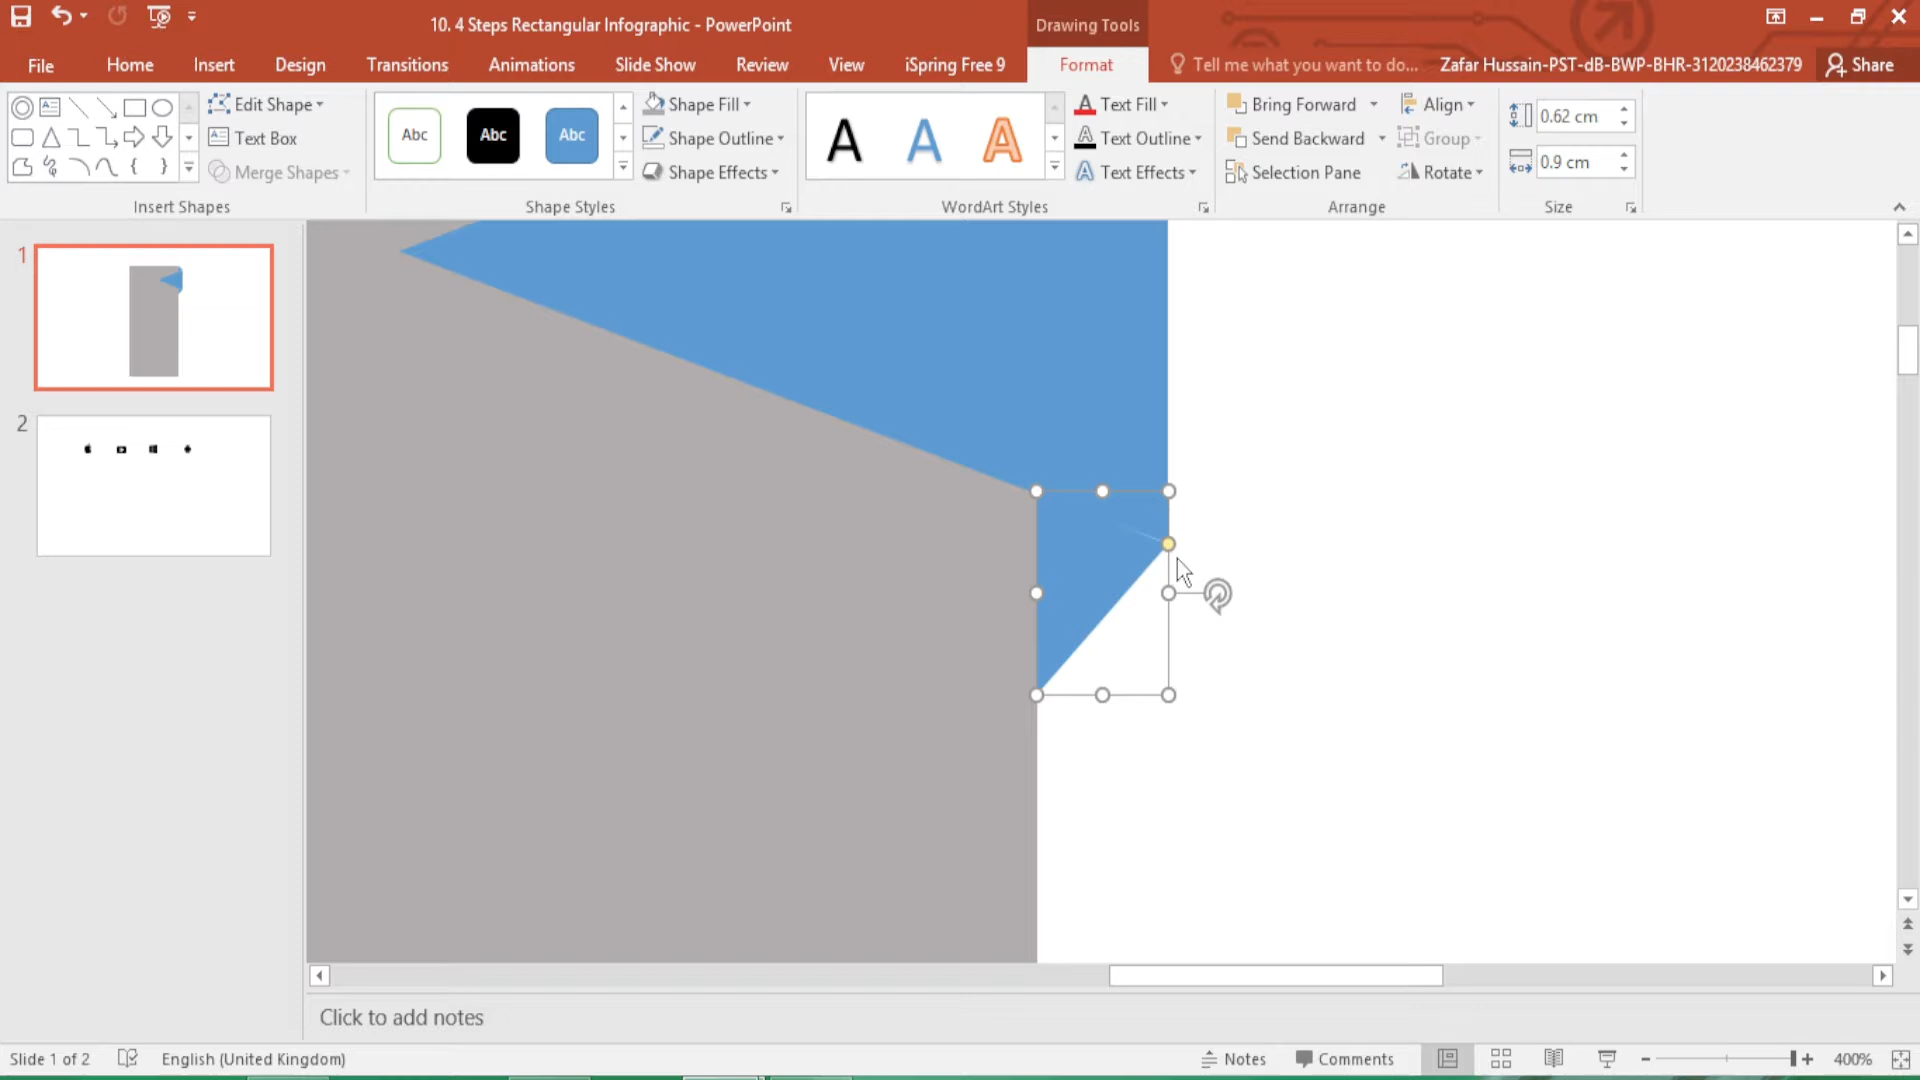 10. 4 Steps Rectangular Infographic - PowerPoint
Drawing Tools
File Home Insert Design Transitions Animations Slide Show Review View iSpring Free 9 Format Tell me what you want to do... Zafar Hussain-PST-dB-BWP-BHR-3120238462379 Share
Edit Shape
Text Box
Merge Shapes
Insert Shapes
Abc Abc Abc
Shape Fill
Shape Outline
Shape Effects
Shape Styles
A A A
Text Fill
Text Outline
Text Effects
WordArt Styles
Bring Forward
Send Backward
Selection Pane
Align
Group
Rotate
Arrange
0.62 cm
0.9 cm
Size
1
2
Click to add notes
Slide 1 of 2 English (United Kingdom) Notes Comments 400%